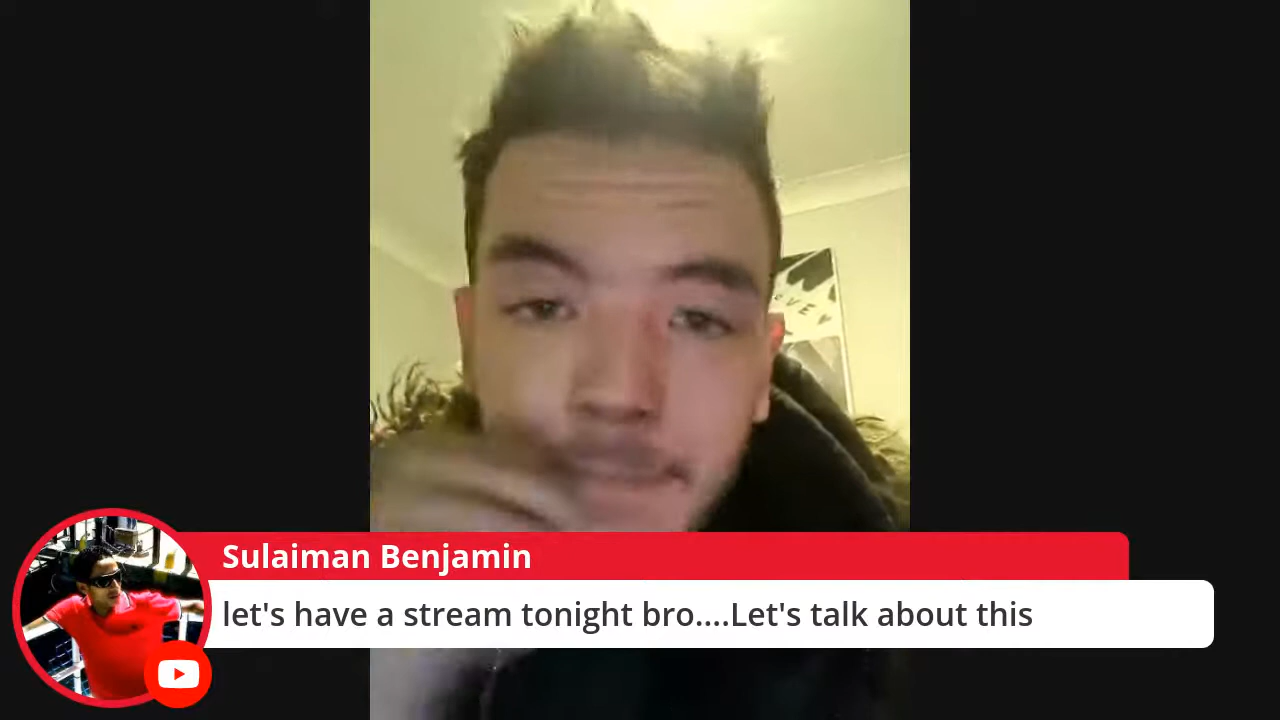 Sulaiman Benjamin
let's have a stream tonight bro....Let's talk about this